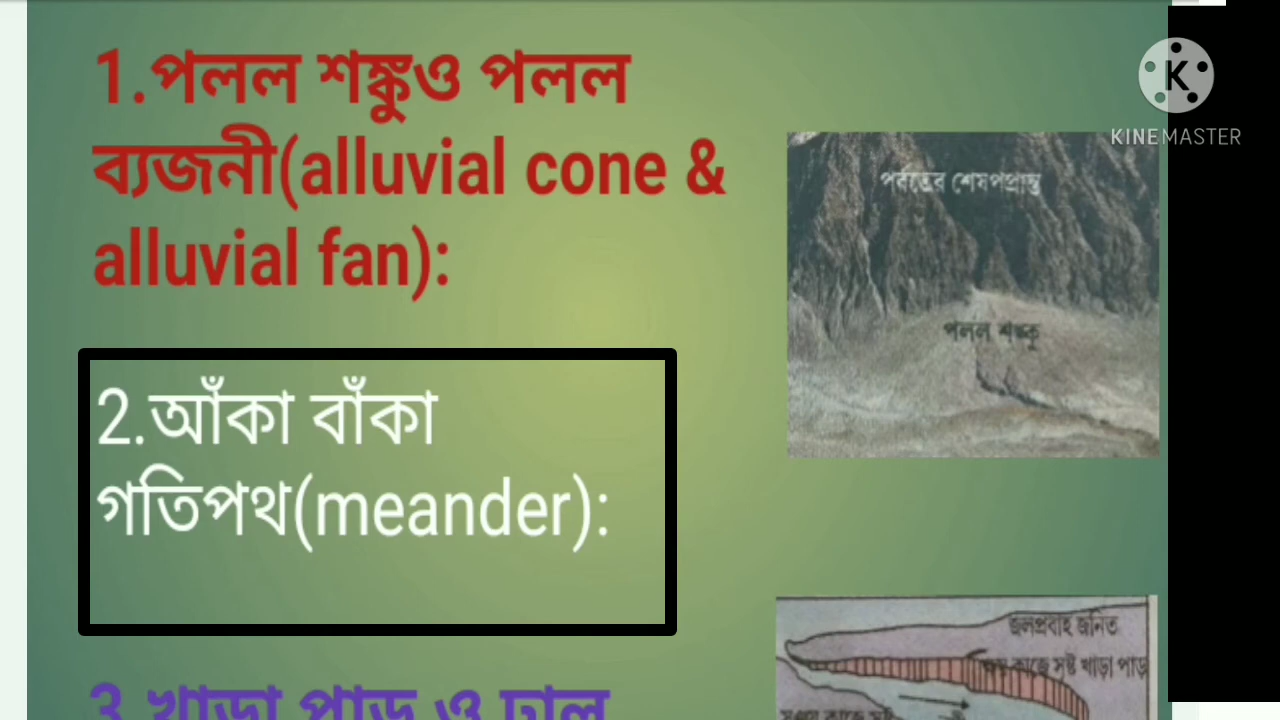 1.পলল শঙ্কুও পলল
ব্যজনী(alluvial cone &
alluvial fan):
KINEMASTER
পর্বতের শেষপ্রান্ত
পলল শঙ্কু
2.আঁকা বাঁকা
গতিপথ(meander):
জলপ্রবাহ জনিত
কাজে সৃষ্ট খাড়া পাড়
3.খাড়া পাড় ও ঢাল